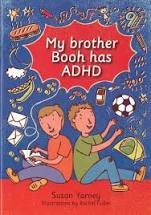 My brother
Booh has
ADHD
Susan Yarney
Illustrations by Rachel Fuller